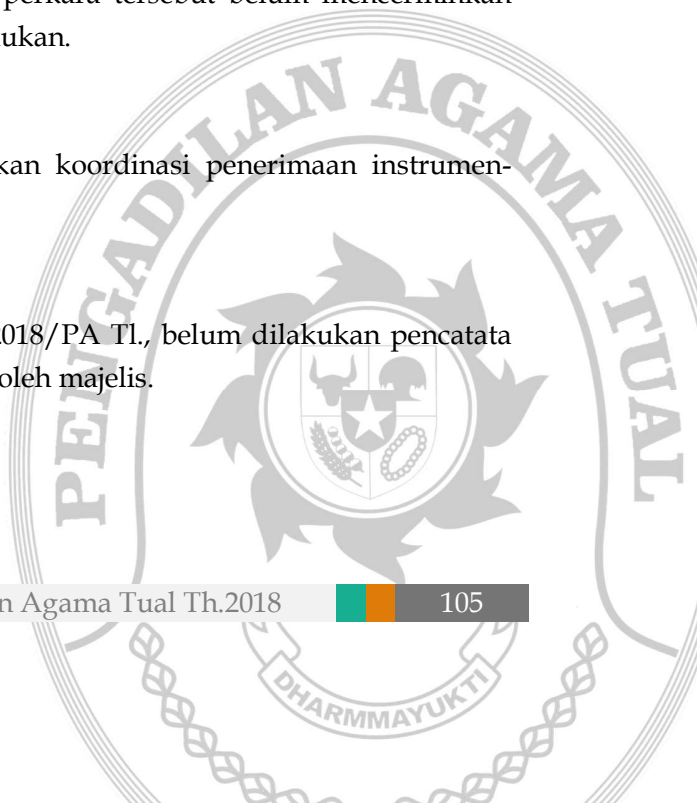 perkara tersebut belum mencerminkan
ukan.
kan koordinasi penerimaan instrumen-
2018/PA Tl., belum dilakukan pencatata
oleh majelis.
n Agama Tual Th.2018 105
PENGADILAN AGAMA TUAL
DHARMMAYUKTI